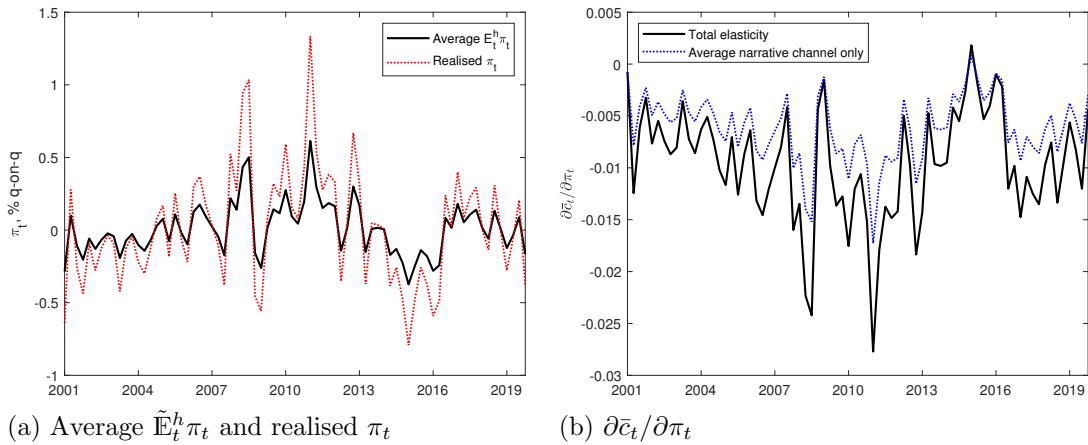 1.5
1
0.5
0
-0.5
-1
π_t, % q-on-q
Average E_t^h π_t
Realised π_t
2001 2004 2007 2010 2013 2016 2019
(a) Average 𝔼̃_t^h π_t and realised π_t
0.005
0
-0.005
-0.01
-0.015
-0.02
-0.025
-0.03
∂c̄_t/∂π_t
Total elasticity
Average narrative channel only
2001 2004 2007 2010 2013 2016 2019
(b) ∂c̄_t/∂π_t